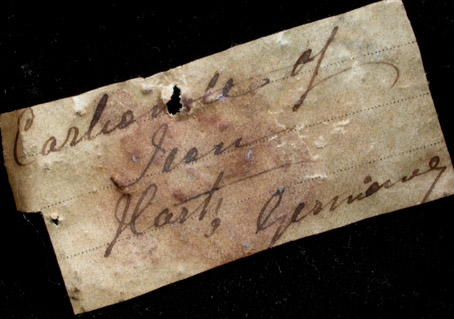 Carbonate of
Iron
Hartz, Germany